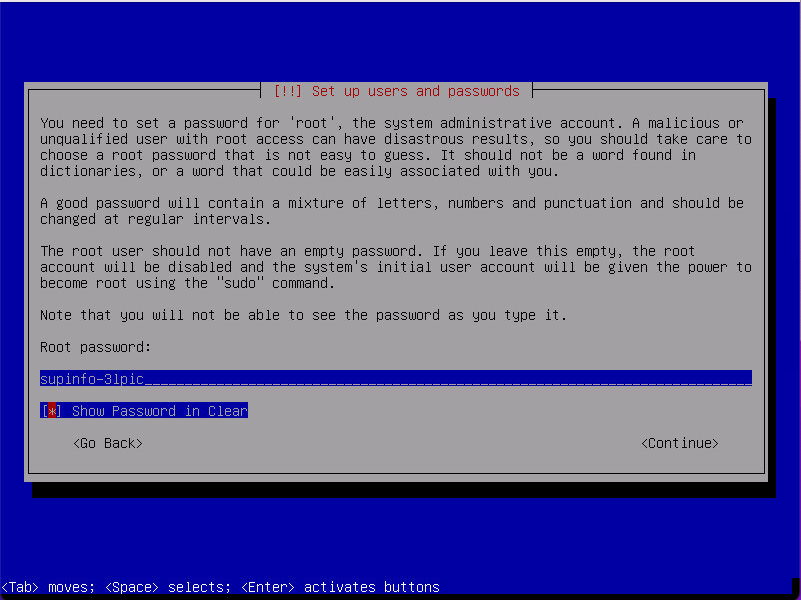 [!!] Set up users and passwords
You need to set a password for 'root', the system administrative account. A malicious or
unqualified user with root access can have disastrous results, so you should take care to
choose a root password that is not easy to guess. It should not be a word found in
dictionaries, or a word that could be easily associated with you.
A good password will contain a mixture of letters, numbers and punctuation and should be
changed at regular intervals.
The root user should not have an empty password. If you leave this empty, the root
account will be disabled and the system's initial user account will be given the power to
become root using the "sudo" command.
Note that you will not be able to see the password as you type it.
Root password:
supinfo-3lpic
[*] Show Password in Clear
<Go Back> <Continue>
<Tab> moves; <Space> selects; <Enter> activates buttons